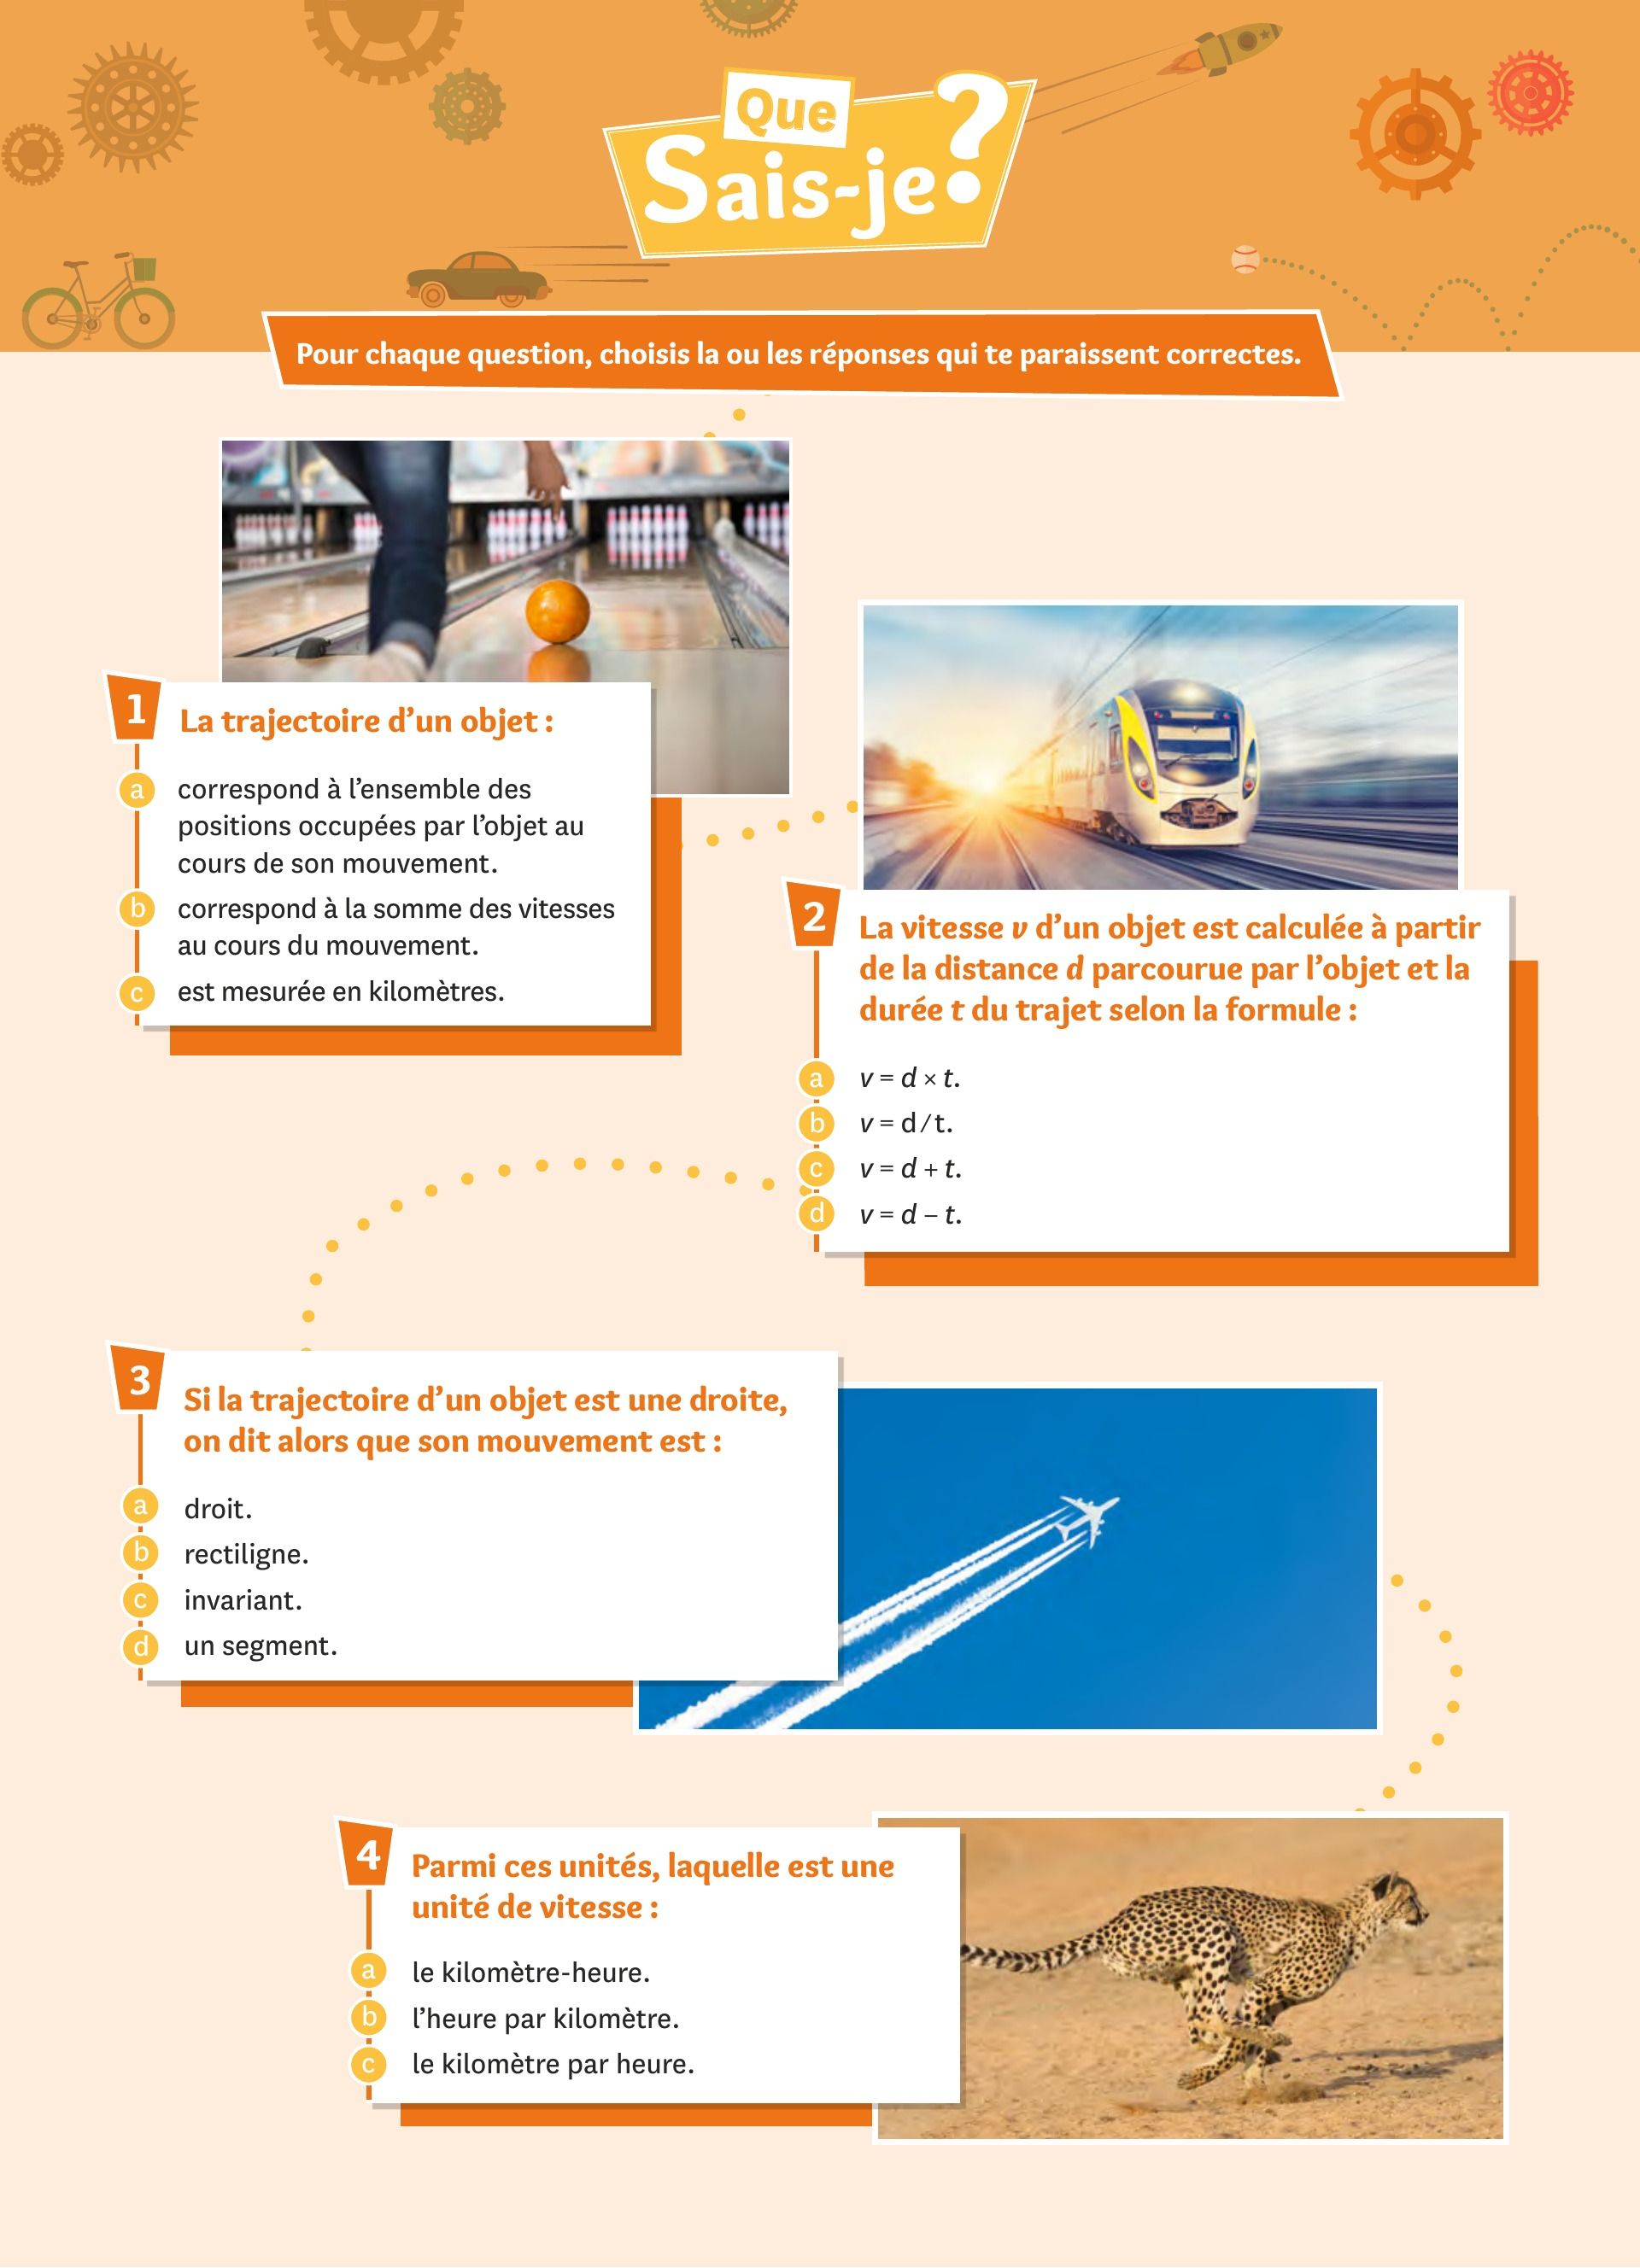 Que
Sais-je ?
Pour chaque question, choisis la ou les réponses qui te paraissent correctes.
1
La trajectoire d’un objet :
a correspond à l’ensemble des
positions occupées par l’objet au
cours de son mouvement.
b correspond à la somme des vitesses
au cours du mouvement.
c est mesurée en kilomètres.
2
La vitesse v d’un objet est calculée à partir
de la distance d parcourue par l’objet et la
durée t du trajet selon la formule :
a v = d × t.
b v = d/t.
c v = d + t.
d v = d – t.
3
Si la trajectoire d’un objet est une droite,
on dit alors que son mouvement est :
a droit.
b rectiligne.
c invariant.
d un segment.
4
Parmi ces unités, laquelle est une
unité de vitesse :
a le kilomètre-heure.
b l’heure par kilomètre.
c le kilomètre par heure.